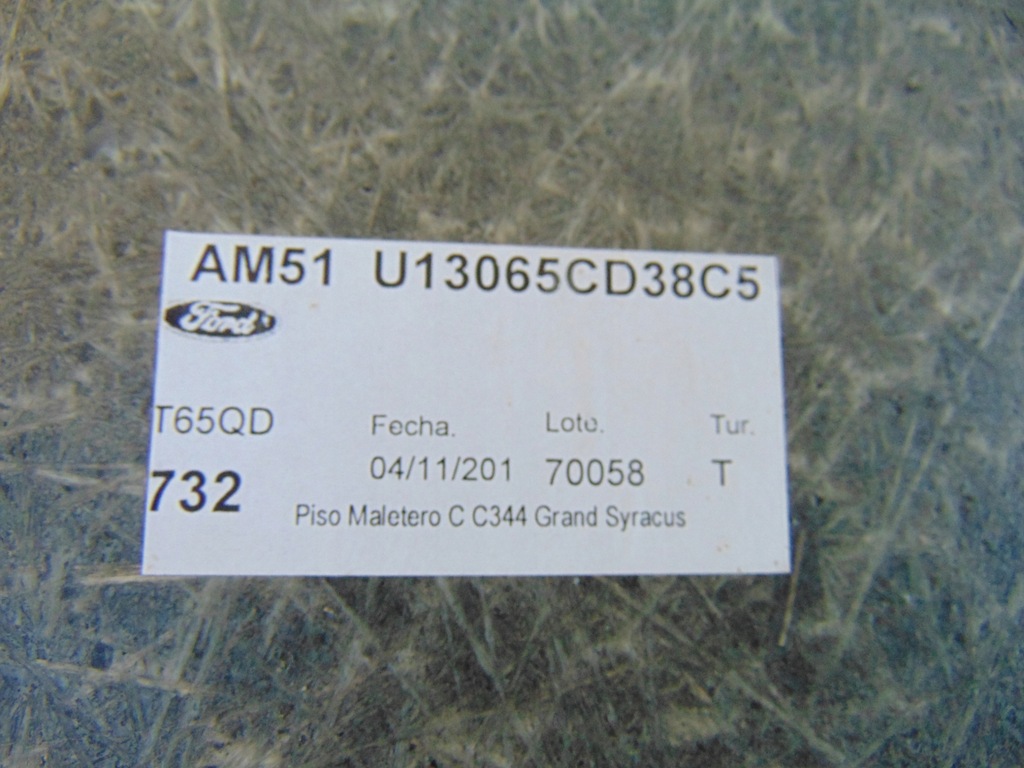 AM51 U13065CD38C5
Ford
T65QD Fecha. Lote. Tur.
732 04/11/201 70058 T
Piso Maletero C C344 Grand Syracus